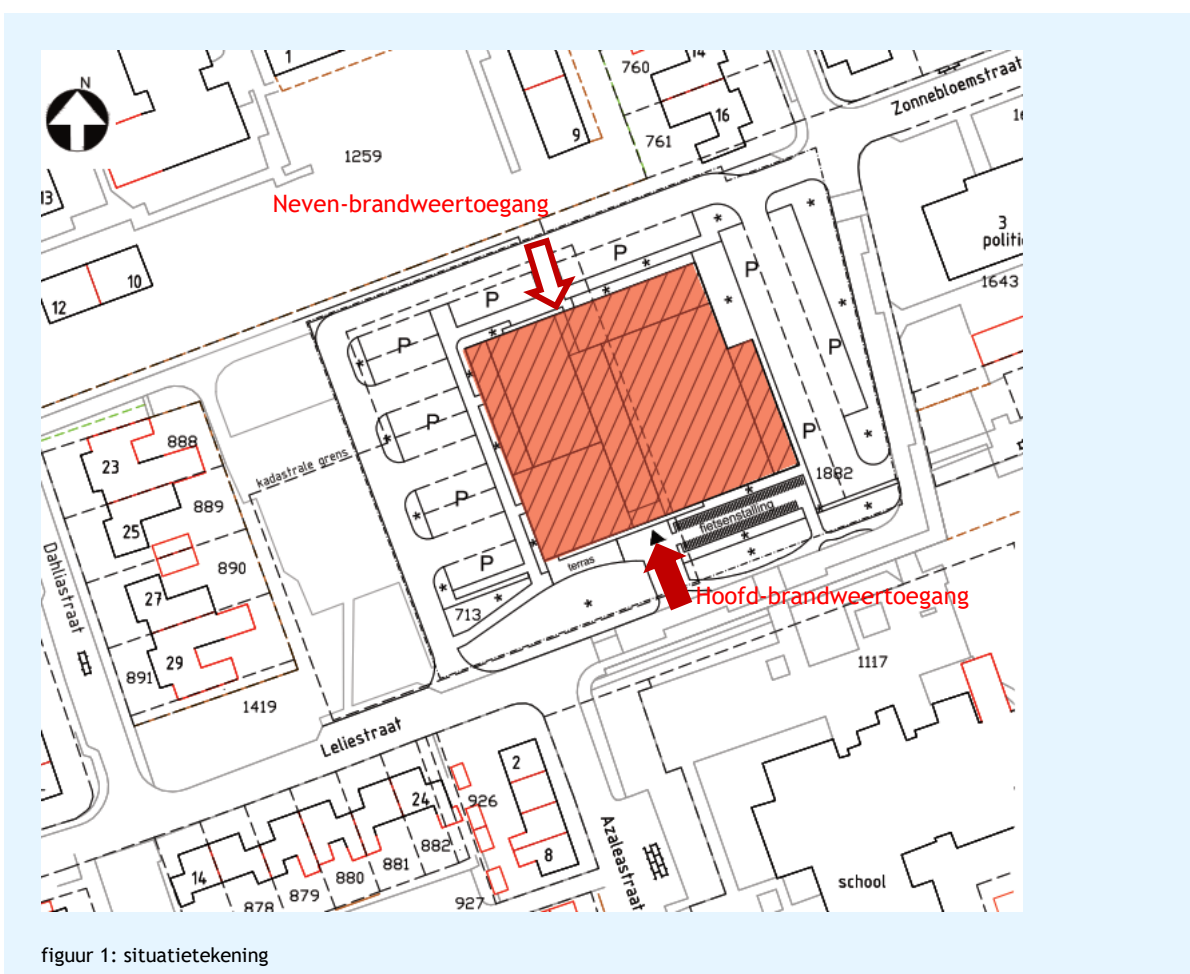 N
1
760
14
16
761
9
1259
Zonnebloemstraat
13
Neven-brandweertoegang
3
politi
1643
12
10
P
P
P
P
P
P
P
P
P
23
888
kadastrale grens
889
25
890
27
29
891
1419
Dahliastraat
1882
fietsenstalling
terras
713
Hoofd-brandweertoegang
1117
Leliestraat
2
24
926
8
882
881
880
879
878
14
927
Azaleastraat
school
figuur 1: situatietekening